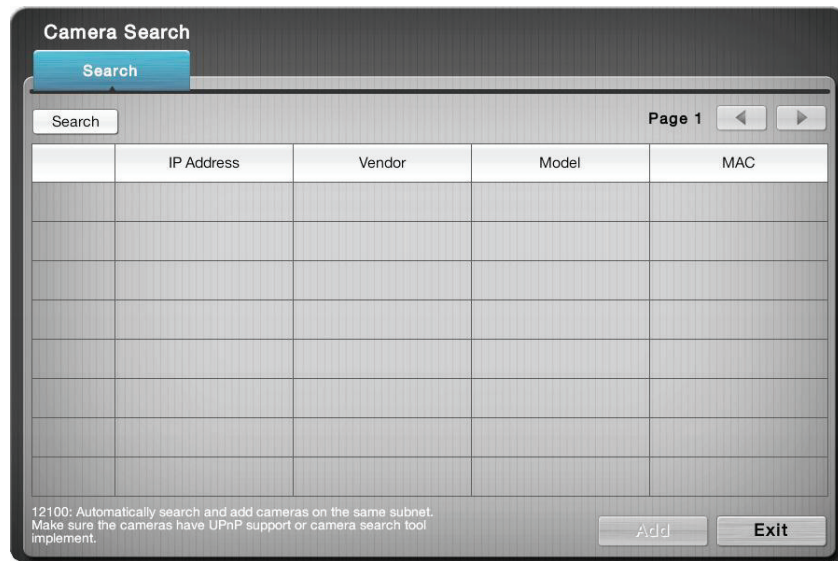 Camera Search
Search
Search
Page 1
IP Address Vendor Model MAC
12100: Automatically search and add cameras on the same subnet.
Make sure the cameras have UPnP support or camera search tool
implement.
Add
Exit